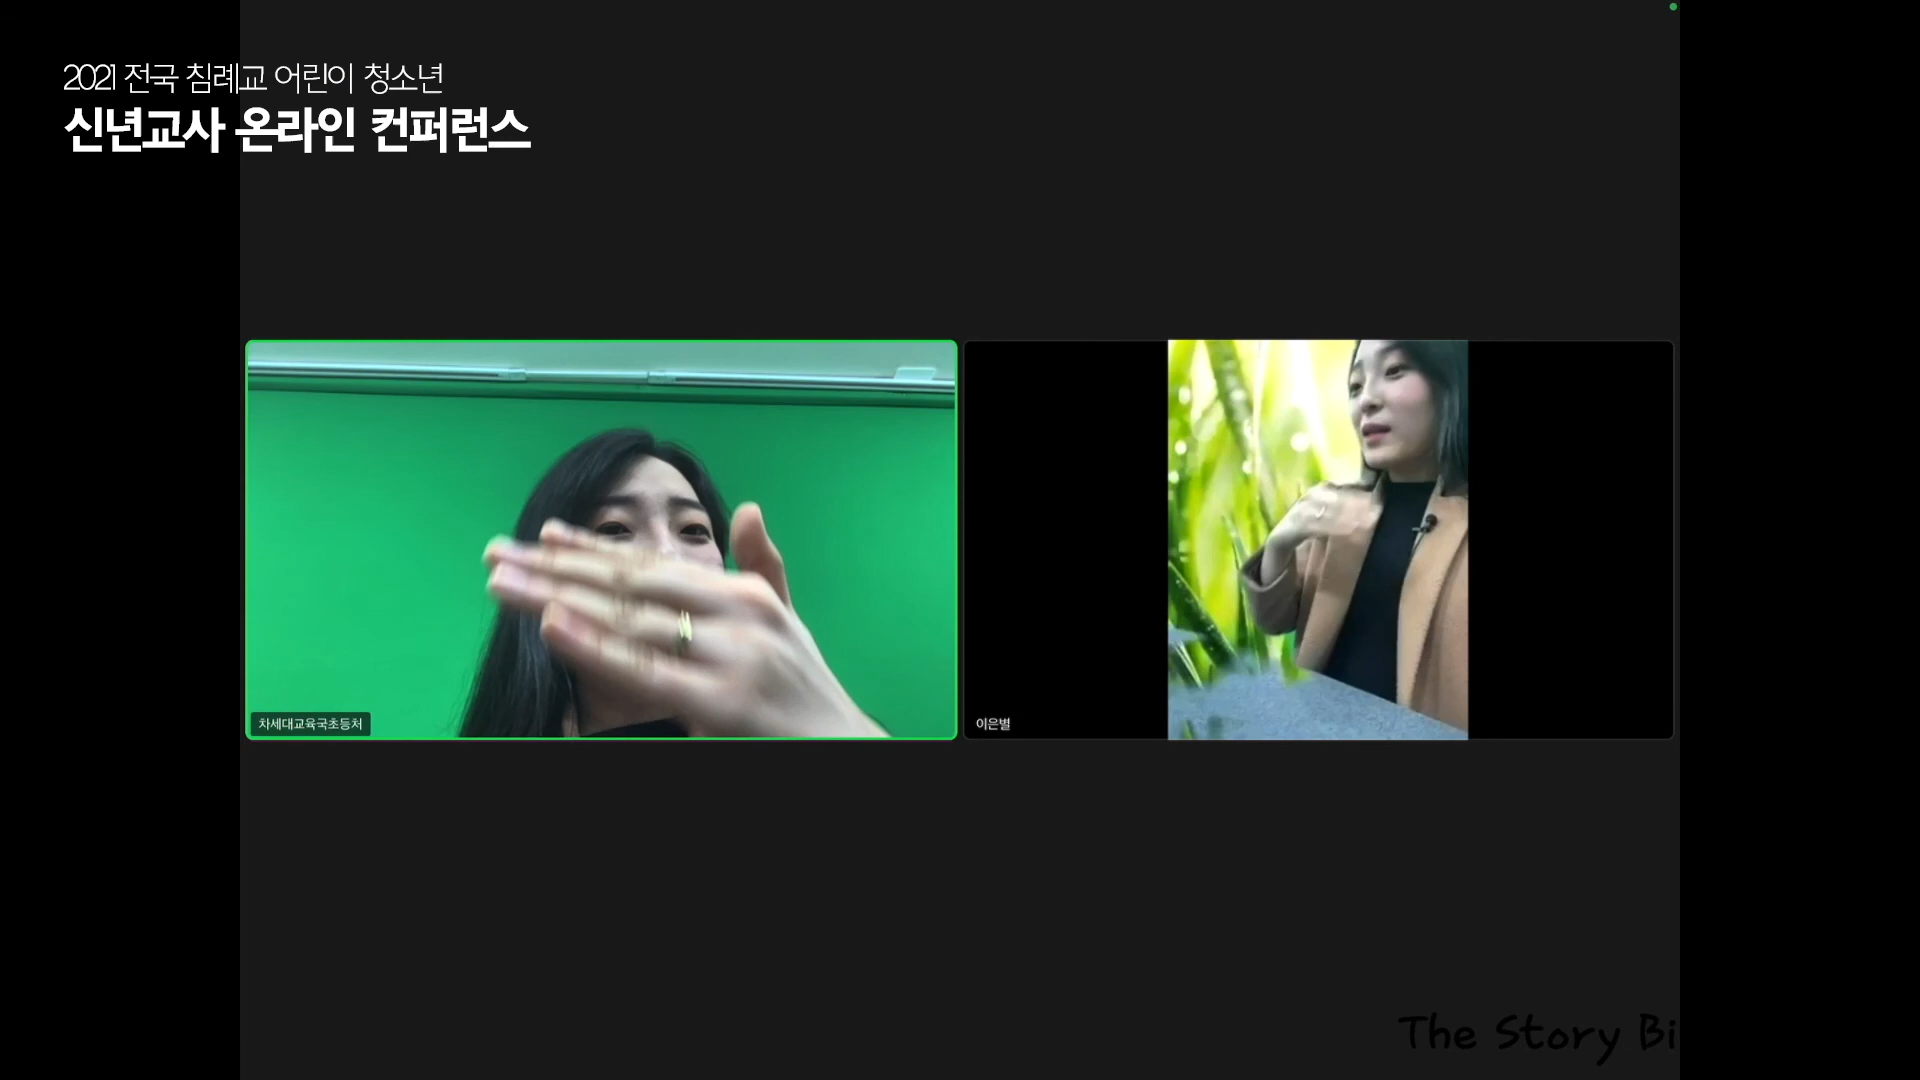 2021 전국 침례교 어린이 청소년
신년교사 온라인 컨퍼런스
차세대교육국초등처
이은별
The Story Bi